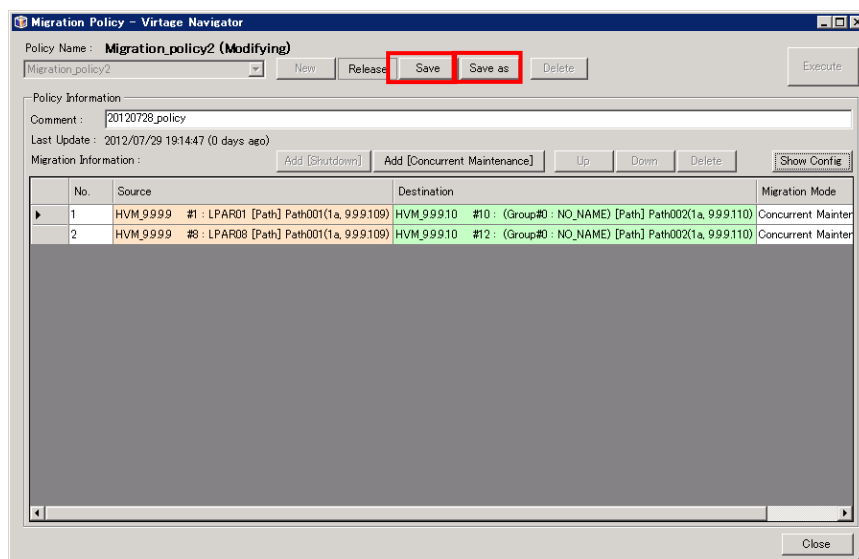 Migration Policy - Virtage Navigator
Policy Name : Migration_policy2 (Modifying)
Migration_policy2 New Release Save Save as Delete Execute
Policy Information
Comment : 20120728_policy
Last Update : 2012/07/29 19:14:47 (0 days ago)
Migration Information : Add [Shutdown] Add [Concurrent Maintenance] Up Down Delete Show Config
No. Source Destination Migration Mode
1 HVM_9.9.9.9 #1 : LPAR01 [Path] Path001(1a, 9.9.9.109) HVM_9.9.9.10 #10 : (Group#0 : NO_NAME) [Path] Path002(1a, 9.9.9.110) Concurrent Mainten
2 HVM_9.9.9.9 #8 : LPAR08 [Path] Path001(1a, 9.9.9.109) HVM_9.9.9.10 #12 : (Group#0 : NO_NAME) [Path] Path002(1a, 9.9.9.110) Concurrent Mainten
Close